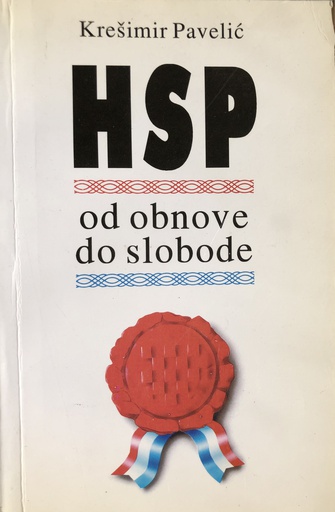 Krešimir Pavelić
HSP
od obnove
do slobode